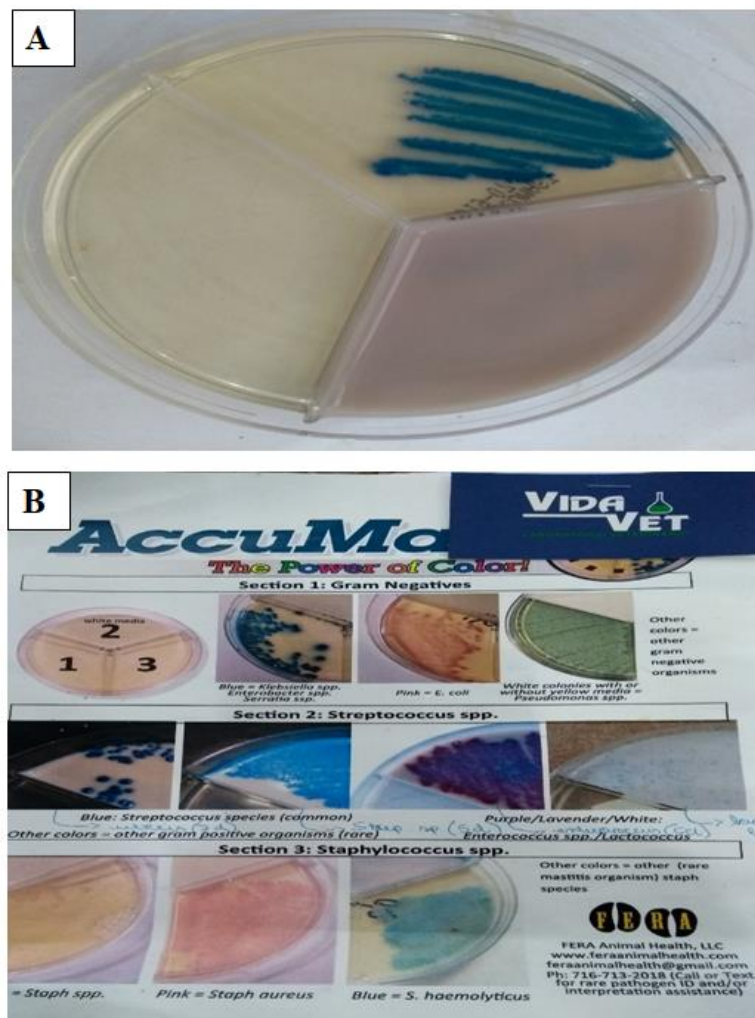 A
B
AccuMa
The Power of Color!
VIDA
VET
Section 1: Gram Negatives
white media
2
1
3
Blue = Klebsiella spp.
Enterobacter spp.
Serratia ssp.
Pink = E. coli
White colonies with or
without yellow media =
Pseudomonas spp.
Other
colors =
other
gram
negative
organisms
Section 2: Streptococcus spp.
Blue: Streptococcus species (common)
Other colors = other gram positive organisms (rare)
Purple/Lavender/White:
Enterococcus spp./Lactococcus
Section 3: Staphylococcus spp.
Other colors = other (rare
mastitis organism) staph
species
= Staph spp.
Pink = Staph aureus
Blue = S. haemolyticus
FERA
FERA Animal Health, LLC
www.feraanimalhealth.com
feraanimalhealth@gmail.com
Ph: 716-713-2018 (Call or Text
for rare pathogen ID and/or
interpretation assistance)